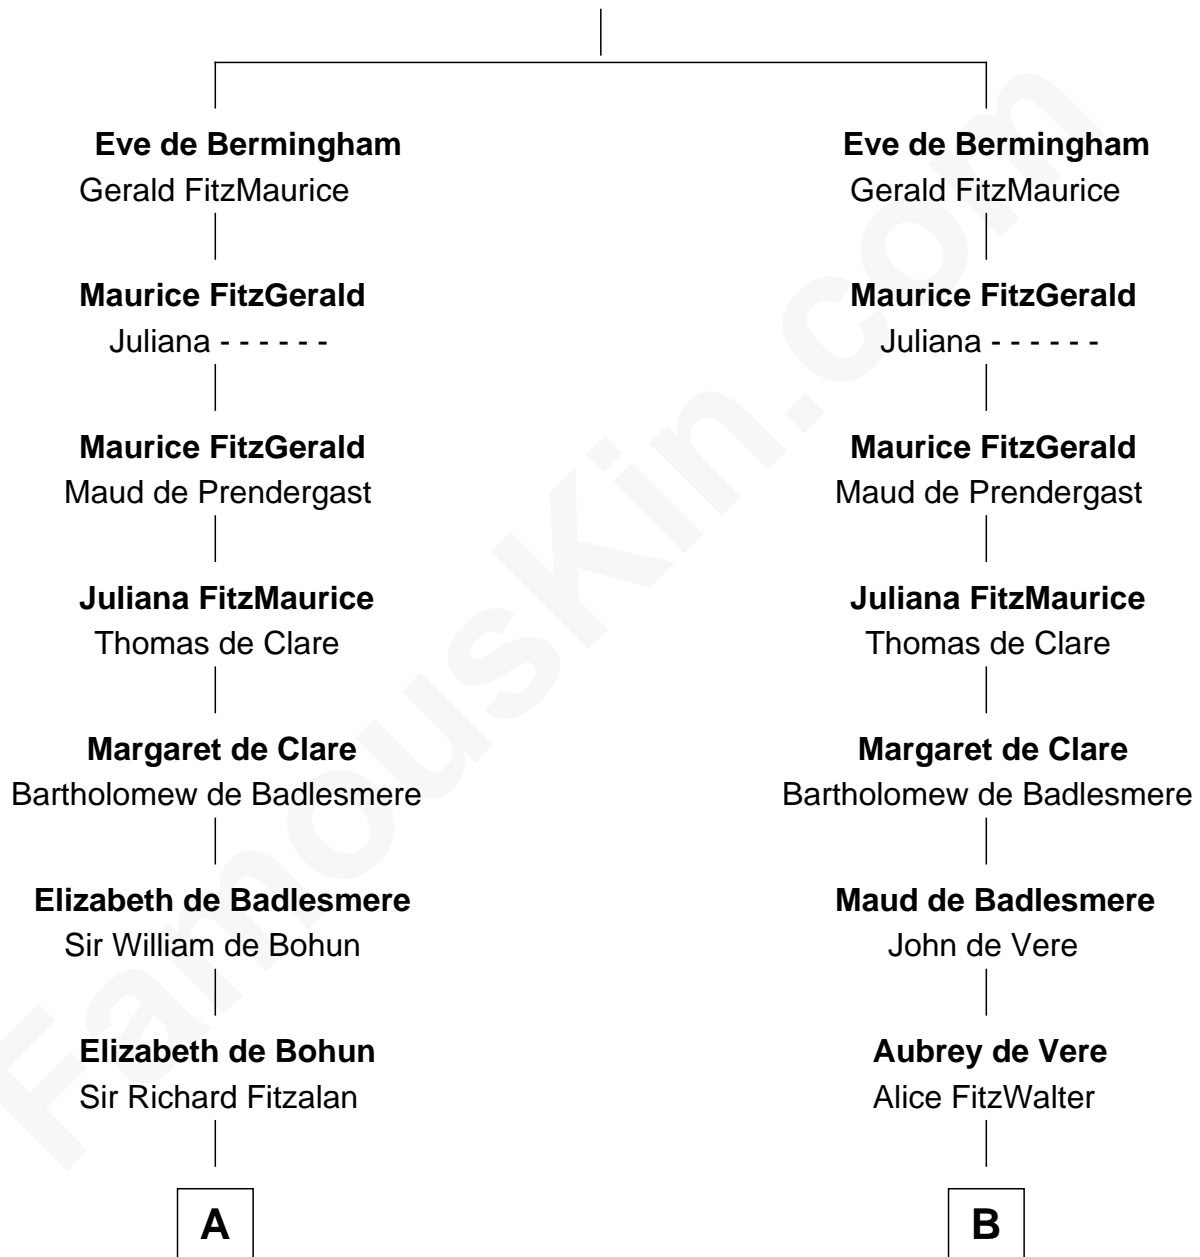 Eve de Bermingham
Gerald FitzMaurice
Maurice FitzGerald
Juliana - - - - - -
Maurice FitzGerald
Maud de Prendergast
Juliana FitzMaurice
Thomas de Clare
Margaret de Clare
Bartholomew de Badlesmere
Elizabeth de Badlesmere
Sir William de Bohun
Elizabeth de Bohun
Sir Richard Fitzalan
A
Eve de Bermingham
Gerald FitzMaurice
Maurice FitzGerald
Juliana - - - - - -
Maurice FitzGerald
Maud de Prendergast
Juliana FitzMaurice
Thomas de Clare
Margaret de Clare
Bartholomew de Badlesmere
Maud de Badlesmere
John de Vere
Aubrey de Vere
Alice FitzWalter
B
FamousKin.com